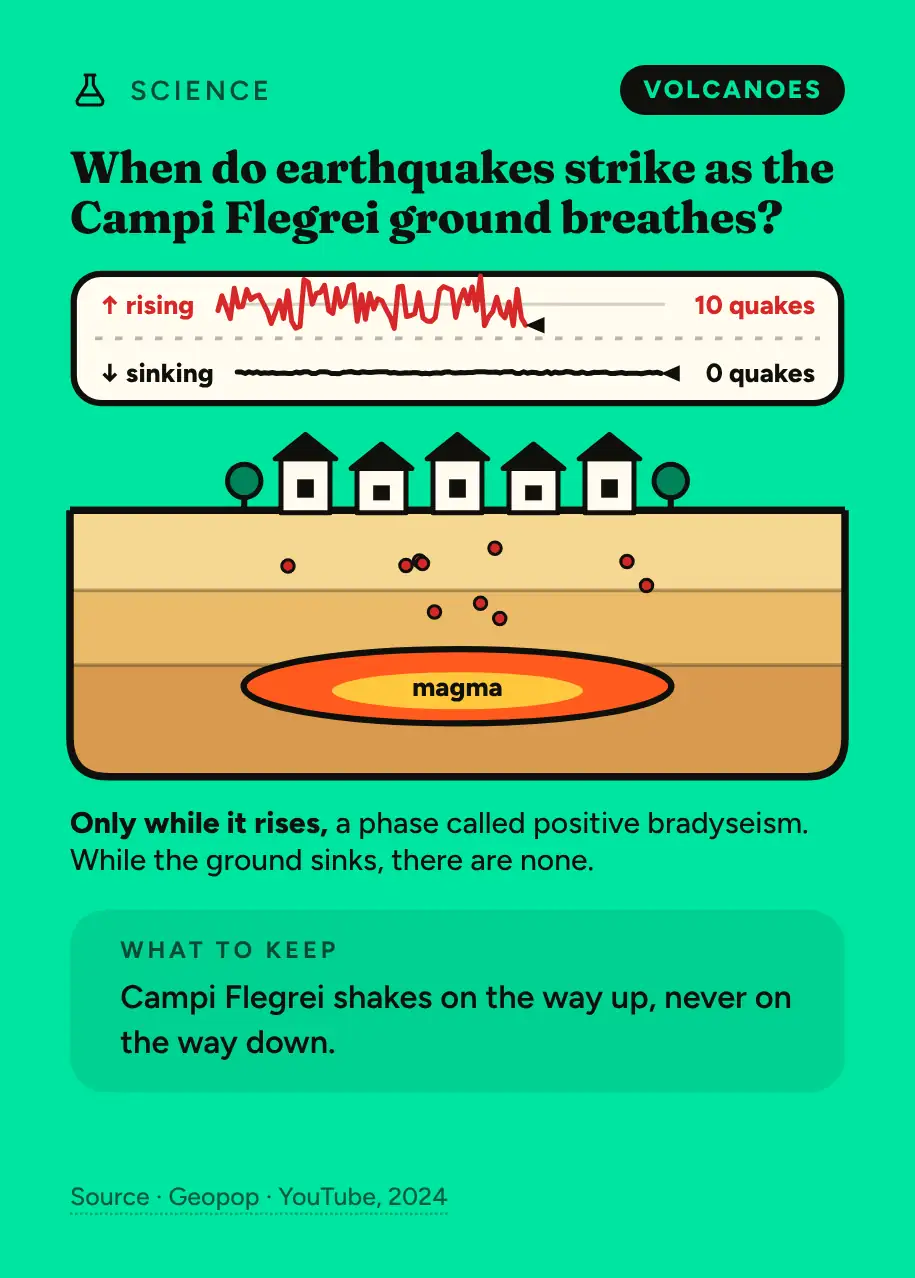 SCIENCE
VOLCANOES
When do earthquakes strike as the
Campi Flegrei ground breathes?
↑ rising
10 quakes
↓ sinking
0 quakes
magma
Only while it rises, a phase called positive bradyseism.
While the ground sinks, there are none.
WHAT TO KEEP
Campi Flegrei shakes on the way up, never on
the way down.
Source · Geopop · YouTube, 2024